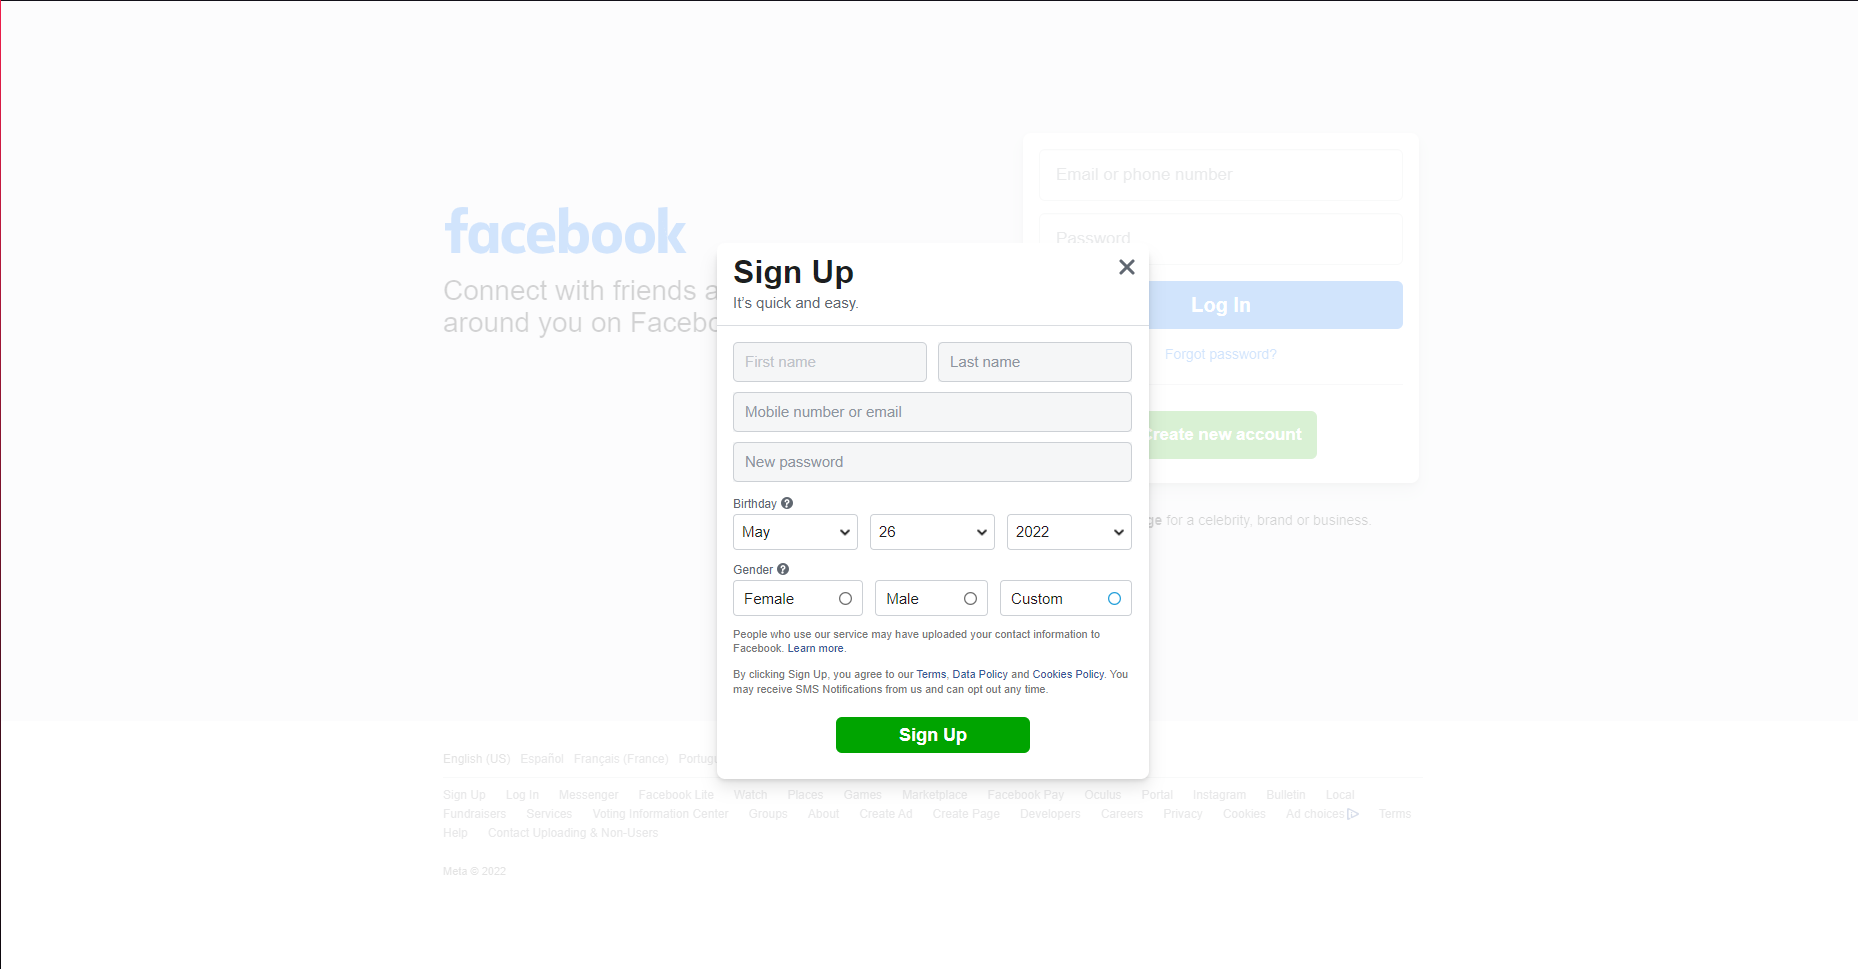 facebook
Connect with friends a
around you on Facebo
Email or phone number
Password
Log In
Forgot password?
Create new account
ge for a celebrity, brand or business.
Sign Up
It's quick and easy.
First name Last name
Mobile number or email
New password
Birthday ?
May 26 2022
Gender ?
Female Male Custom
People who use our service may have uploaded your contact information to
Facebook. Learn more.
By clicking Sign Up, you agree to our Terms, Data Policy and Cookies Policy. You
may receive SMS Notifications from us and can opt out any time.
Sign Up
English (US) Español Français (France) Portugu
Sign Up Log In Messenger Facebook Lite Watch Places Games Marketplace Facebook Pay Oculus Portal Instagram Bulletin Local
Fundraisers Services Voting Information Center Groups About Create Ad Create Page Developers Careers Privacy Cookies Ad choices Terms
Help Contact Uploading & Non-Users
Meta © 2022